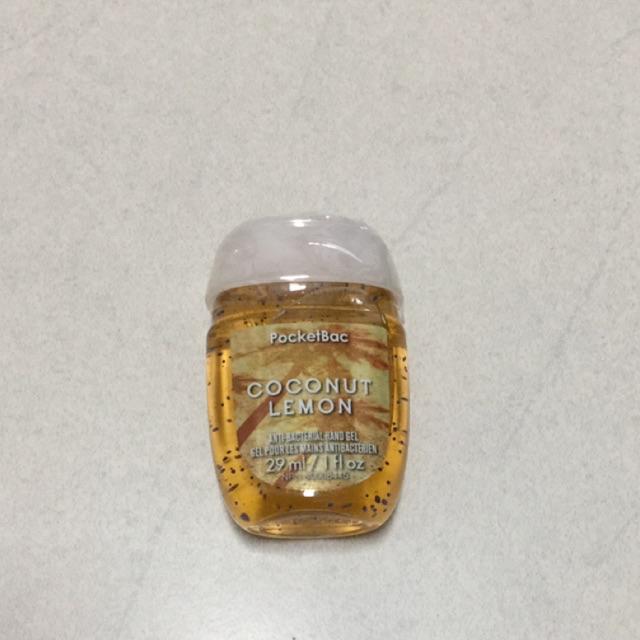 PocketBac
COCONUT
LEMON
ANTI-BACTERIAL HAND GEL
GEL POUR LES MAINS ANTIBACTÉRIEN
29 ml / 1 fl oz